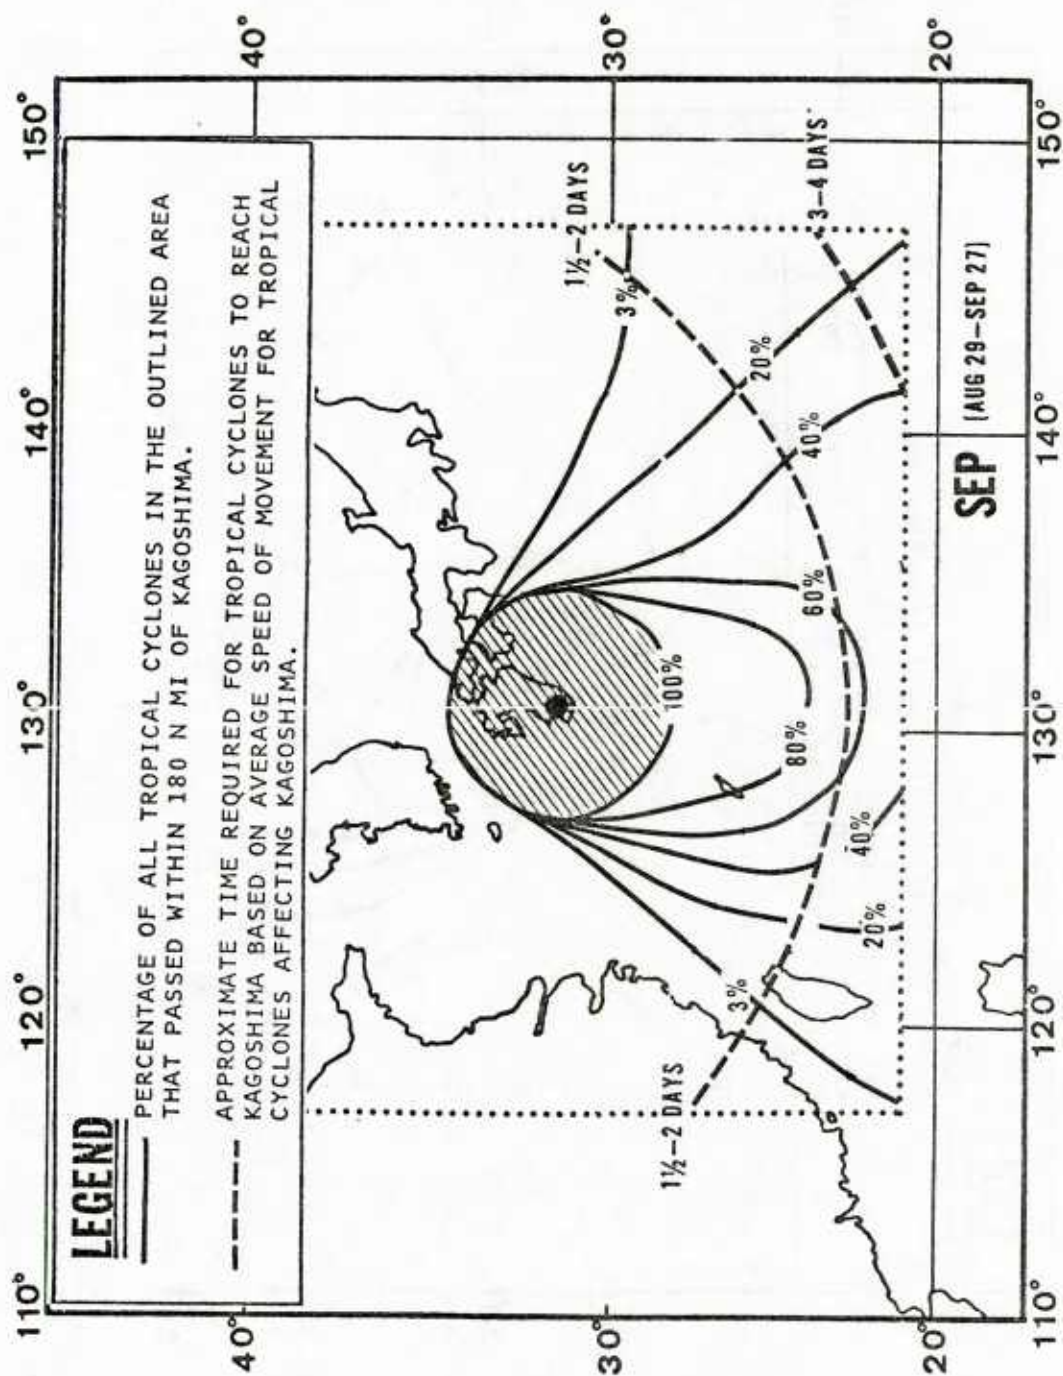 LEGEND
PERCENTAGE OF ALL TROPICAL CYCLONES IN THE OUTLINED AREA
THAT PASSED WITHIN 180 N MI OF KAGOSHIMA.
APPROXIMATE TIME REQUIRED FOR TROPICAL CYCLONES TO REACH
KAGOSHIMA BASED ON AVERAGE SPEED OF MOVEMENT FOR TROPICAL
CYCLONES AFFECTING KAGOSHIMA.
110°
120°
130°
140°
150°
40°
40°
30°
30°
20°
20°
1½-2 DAYS
1½-2 DAYS
3-4 DAYS
3%
3%
20%
20%
40%
40%
60%
80%
100%
110°
120°
130°
140°
150°
SEP [AUG 29-SEP 27]